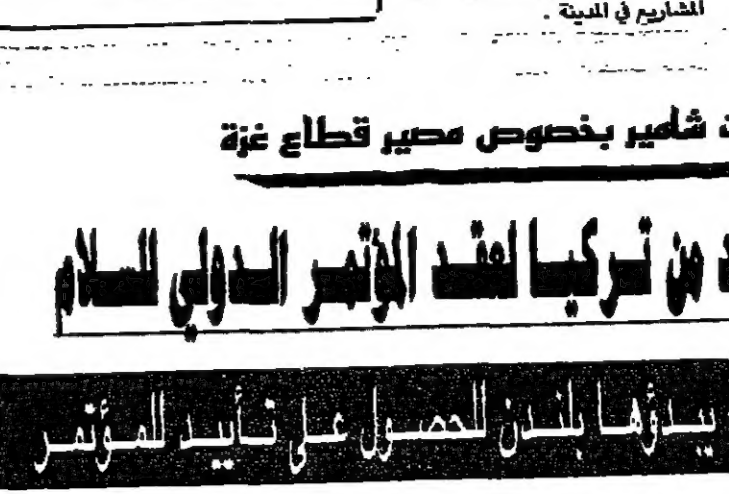 المشاريع في المدينة .
شامير بخصوص مصير قطاع غزة
من تركيا لعقد المؤتمر الدولي للسلام
يبدؤها بلندن للحصول على تأييد للمؤتمر